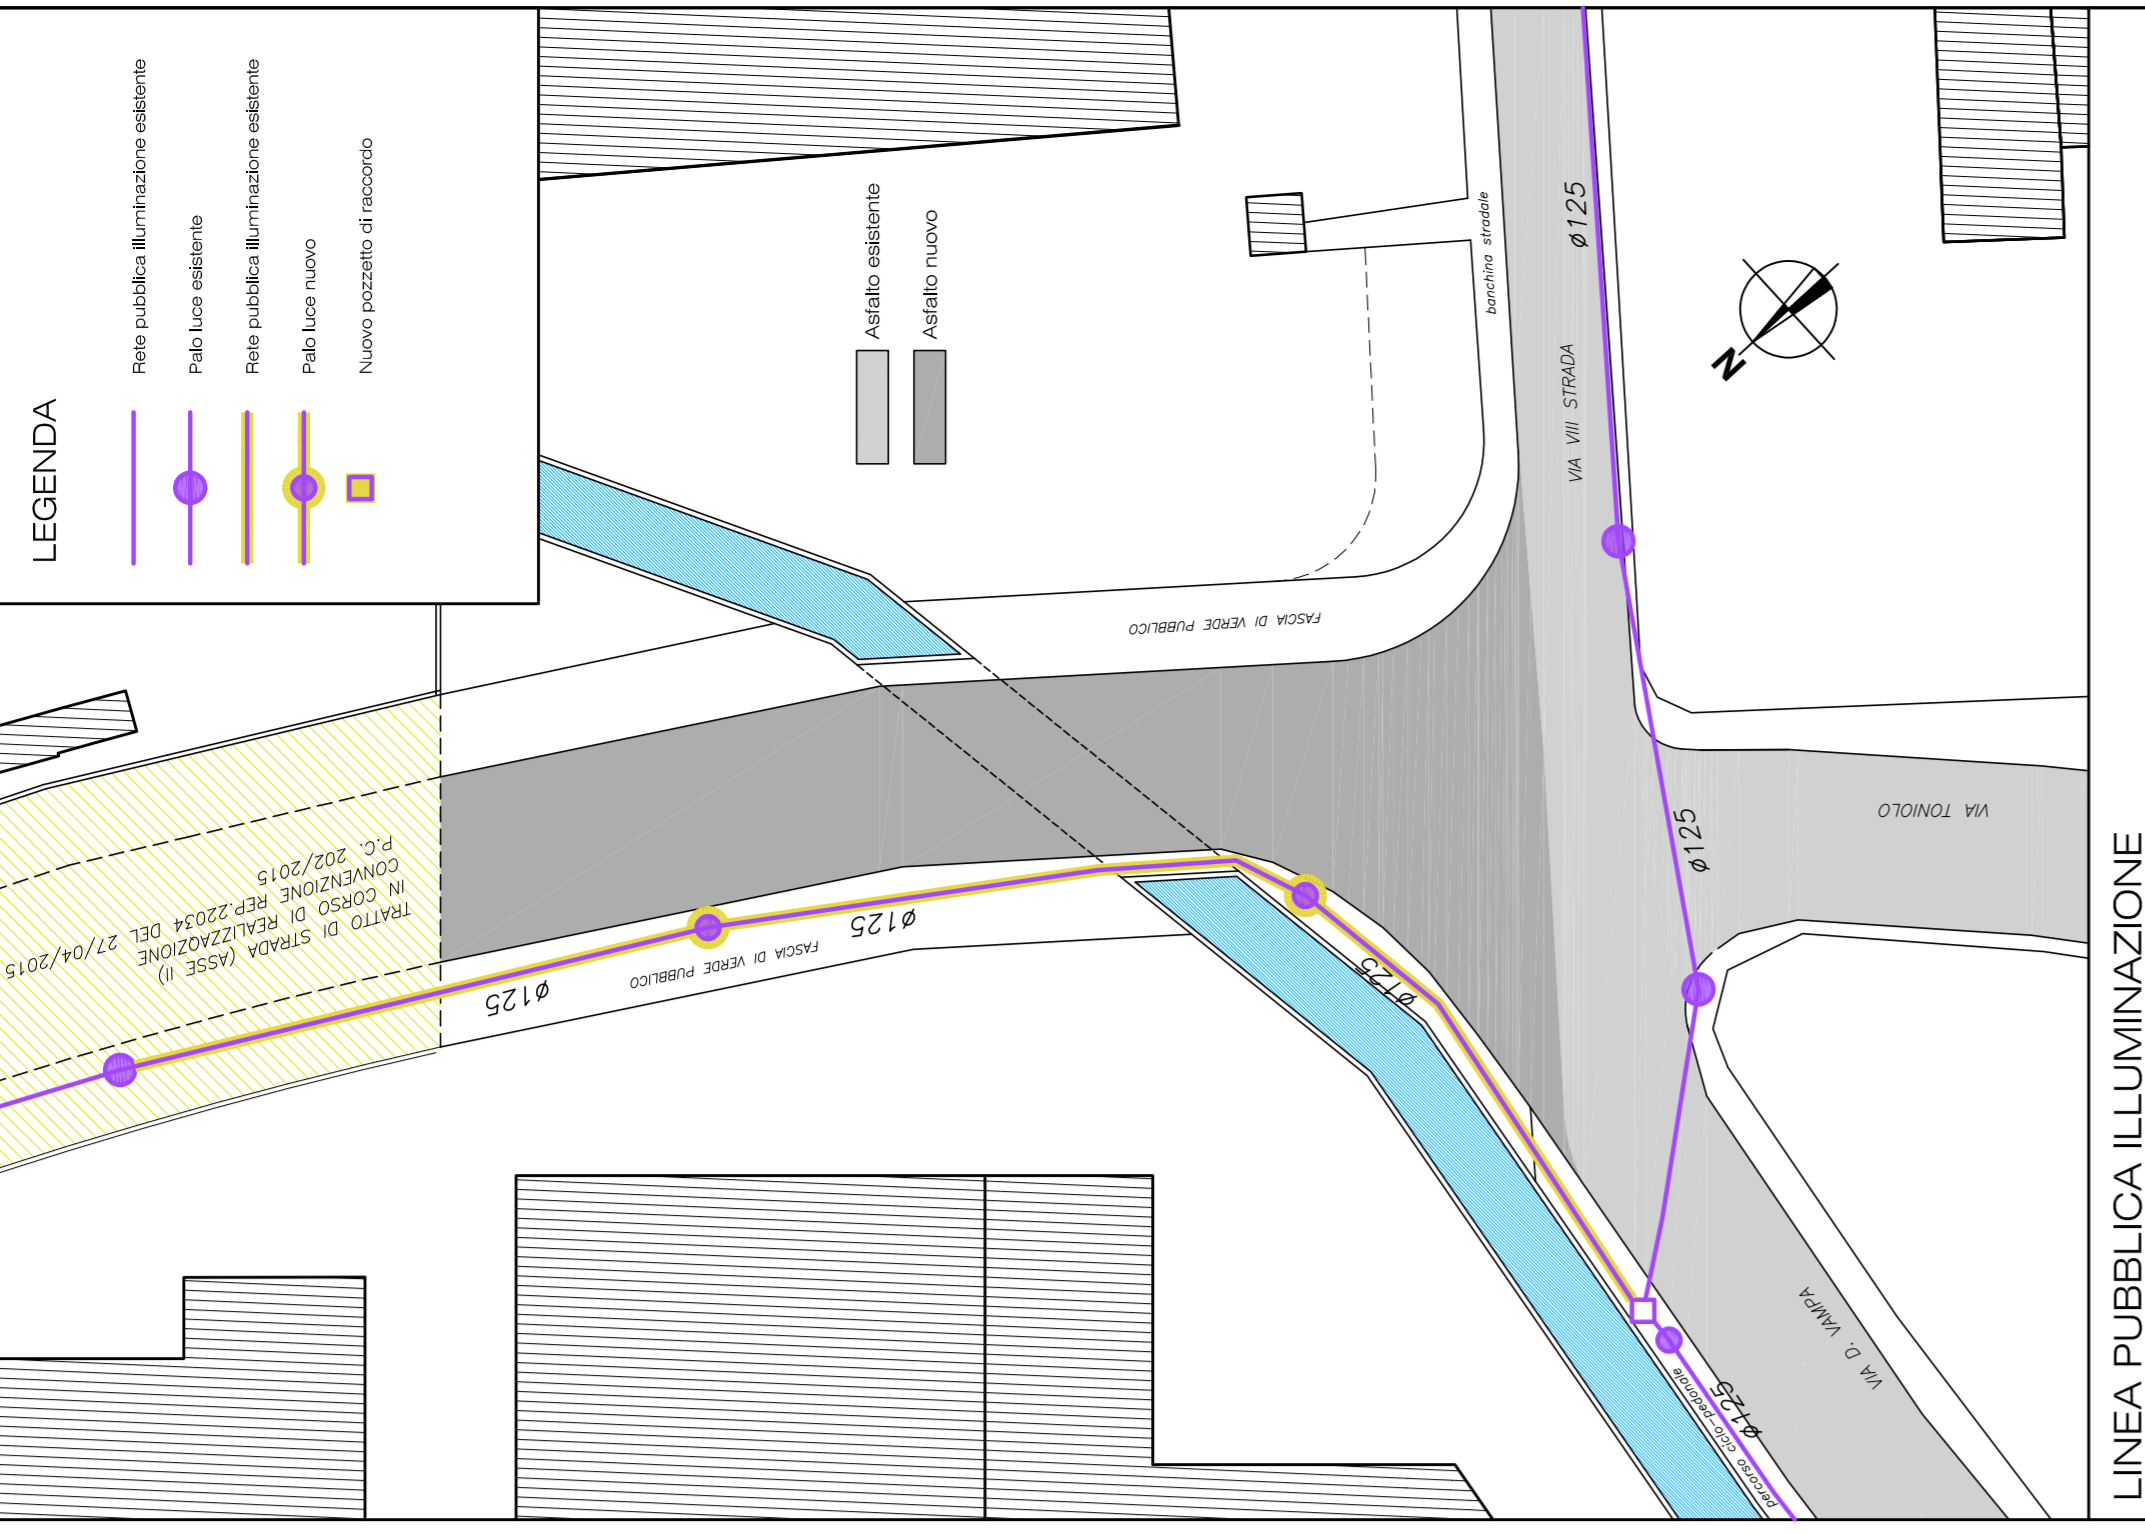 LEGENDA
Rete pubblica illuminazione esistente
Palo luce esistente
Rete pubblica illuminazione esistente
Palo luce nuovo
Nuovo pozzetto di raccordo
Asfalto esistente
Asfalto nuovo
banchina stradale
ø125
VIA VIII STRADA
N
FASCIA DI VERDE PUBBLICO
VIA TONIOLO
ø125
TRATTO DI STRADA (ASSE II)
IN CORSO DI REALIZZAQZIONE
CONVENZIONE REP.22034 DEL 27/04/2015
P.C. 202/2015
ø125
FASCIA DI VERDE PUBBLICO
ø125
ø125
VIA D. VAMPA
ø125
percorso ciclo-pedonale
LINEA PUBBLICA ILLUMINAZIONE